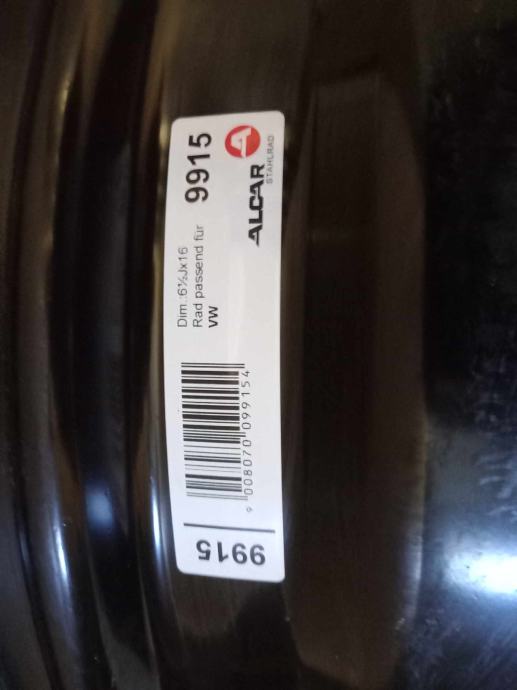 9915
Dim.:6½Jx16
Rad passend für
VW
ALCAR
STAHLRAD
9 008070 099154
9915